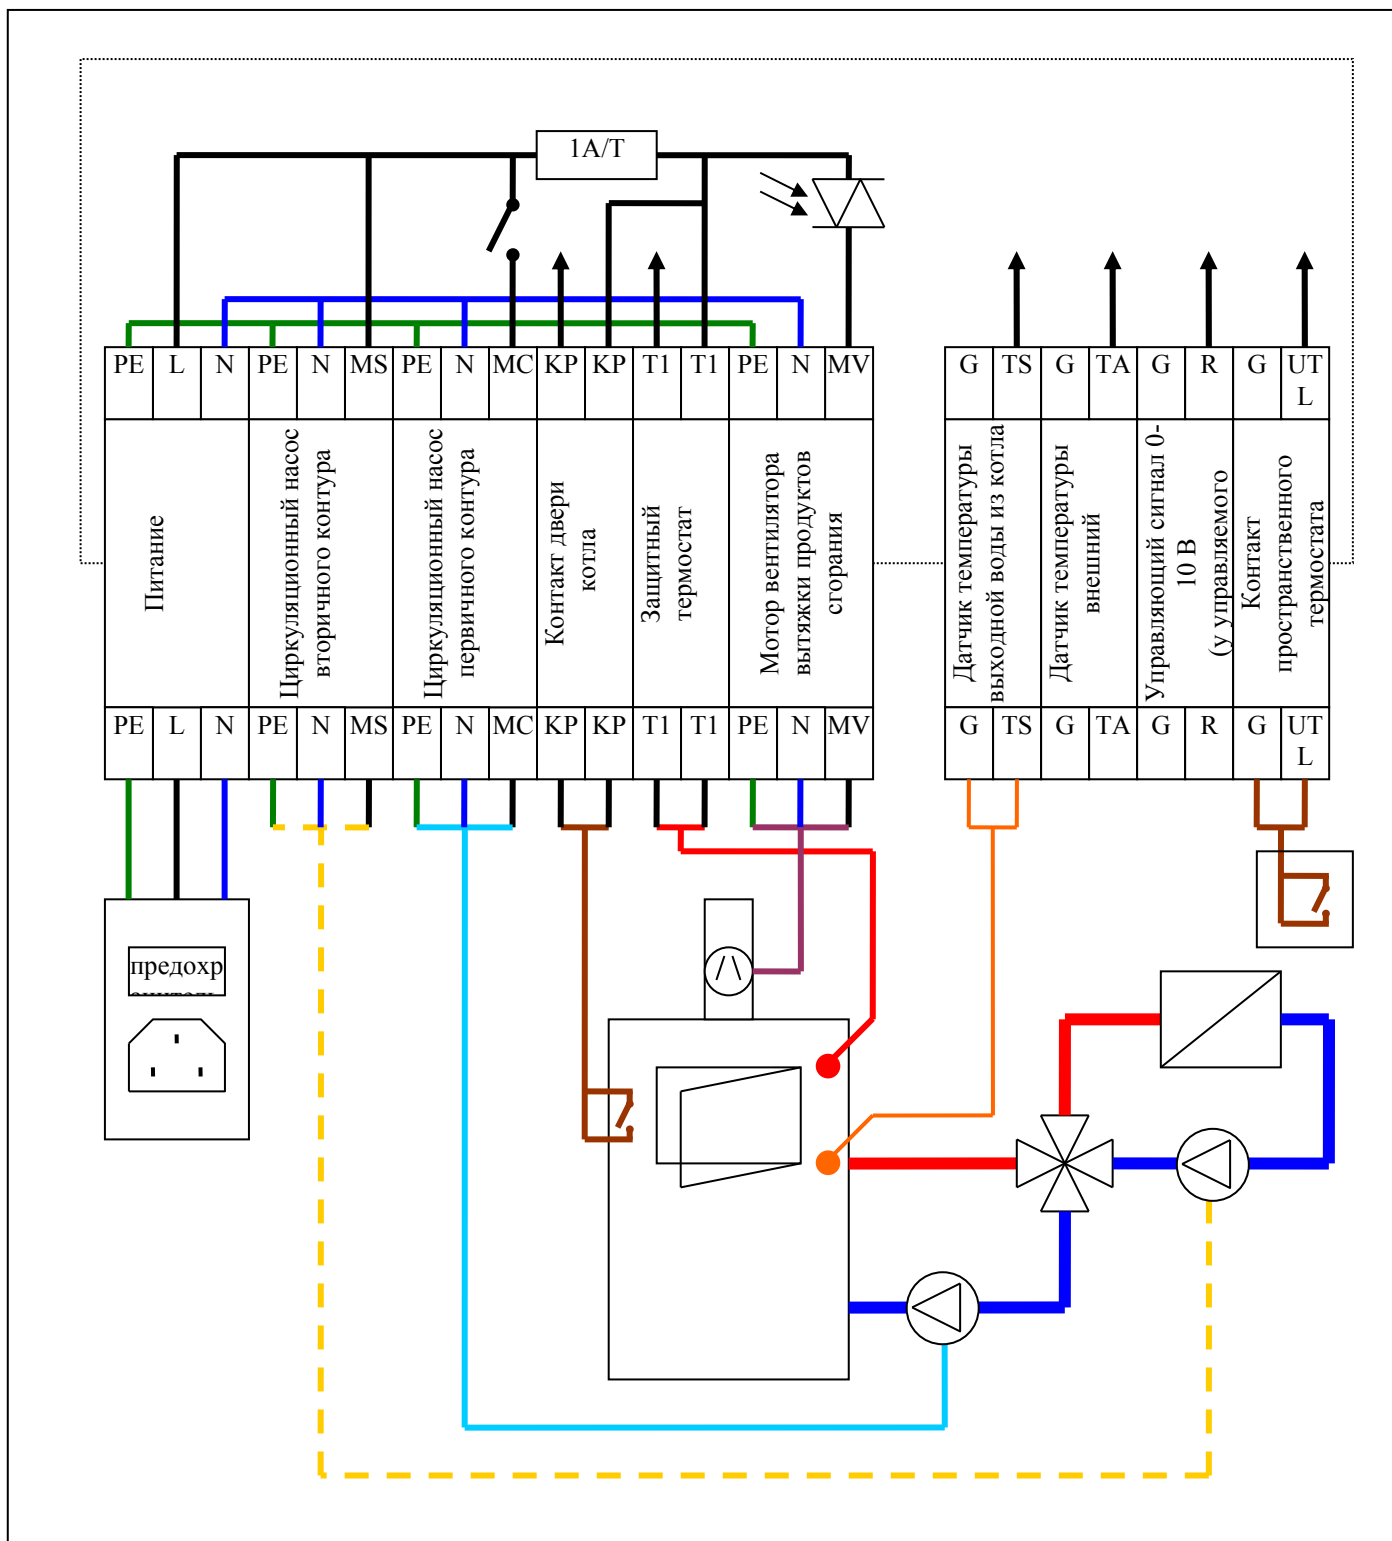 1A/T
PE L N PE N MS PE N MC KP KP T1 T1 PE N MV
G TS G TA G R G UT
L
Питание
Циркуляционный насос
вторичного контура
Циркуляционный насос
первичного контура
Контакт двери
котла
Защитный
термостат
Мотор вентилятора
вытяжки продуктов
сгорания
Датчик температуры
выходной воды из котла
Датчик температуры
внешний
Управляющий сигнал 0-
10 В
(у управляемого
Контакт
пространственного
термостата
PE L N PE N MS PE N MC KP KP T1 T1 PE N MV
G TS G TA G R G UT
L
предохр